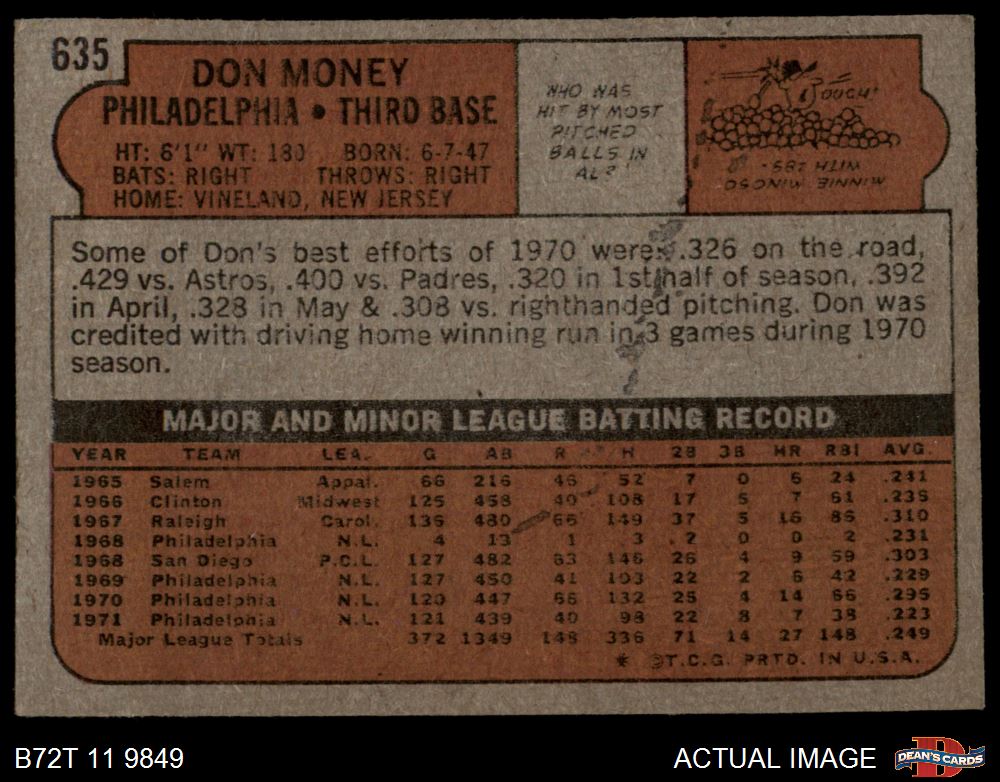 635
DON MONEY
PHILADELPHIA • THIRD BASE
HT: 6'1" WT: 180 BORN: 6-7-47
BATS: RIGHT THROWS: RIGHT
HOME: VINELAND, NEW JERSEY
WHO WAS
HIT BY MOST
PITCHED
BALLS IN
AL?
OUCH!
MINNIE MINOSO
WITH
Some of Don's best efforts of 1970 were: .326 on the road,
.429 vs. Astros, .400 vs. Padres, .320 in 1st half of season, .392
in April, .328 in May & .308 vs. righthanded pitching. Don was
credited with driving home winning run in 3 games during 1970
season.
MAJOR AND MINOR LEAGUE BATTING RECORD
YEAR TEAM LEA. G AB R H 2B 3B HR RBI AVG.
1965 Salem Appal. 66 216 46 52 7 0 24 .241
1966 Clinton Midwest 125 458 40 108 17 5 7 61
1967 Raleigh Carol. 480 66 149 37 5 16 86 .310
1968 Philadelphia N.L. 4 13 1 3 2 0 0 2 .231
1968 San Diego P.C.L. 127 482 63 146 26 4 9 59 .303
1969 Philadelphia N.L. 127 450 41 103 22 2 6 42 .229
1970 Philadelphia N.L. 120 447 66 132 25 4 14 66 .295
1971 Philadelphia N.L. 121 439 40 98 22 8 7 38 .223
Major League Totals 372 1349 148 336 71 14 27 148 .249
* ©T.C.G. PRTD. IN U.S.A.
B72T 11 9849
ACTUAL IMAGE
D
DEAN'S CARDS